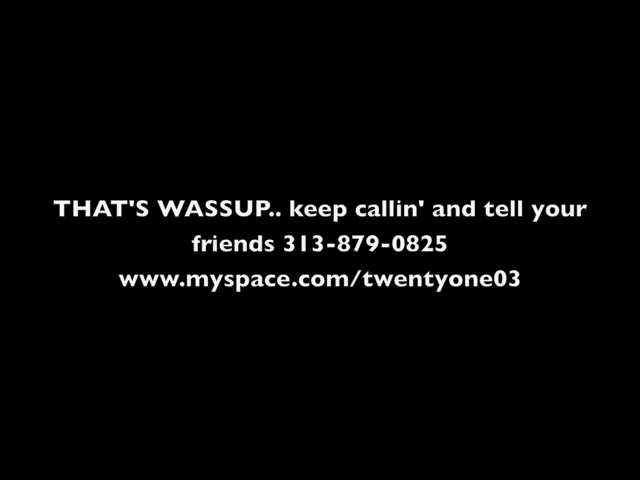 THAT'S WASSUP.. keep callin' and tell your
friends 313-879-0825
www.myspace.com/twentyone03